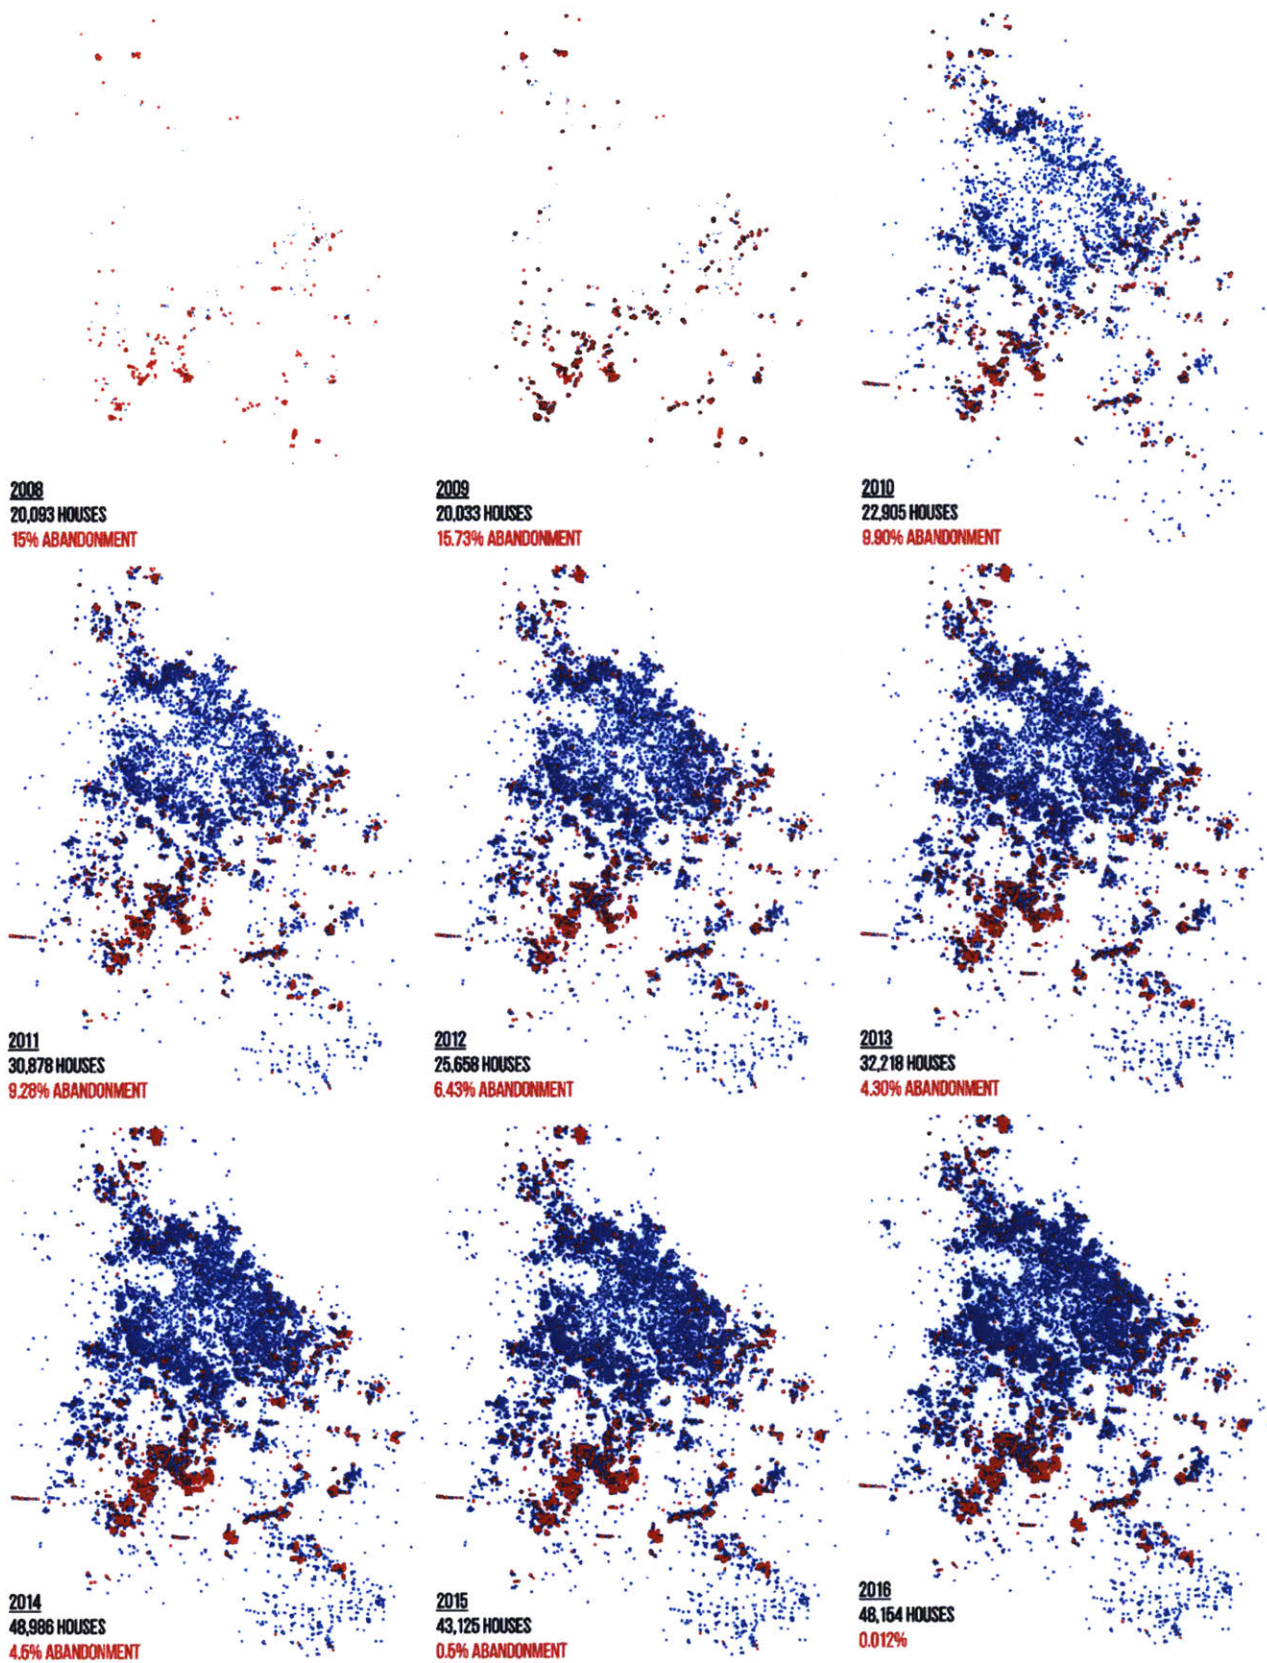 2008
20,093 HOUSES
15% ABANDONMENT
2009
20,033 HOUSES
15.73% ABANDONMENT
2010
22,905 HOUSES
9.90% ABANDONMENT
2011
30,878 HOUSES
9.28% ABANDONMENT
2012
25,658 HOUSES
6.43% ABANDONMENT
2013
32,218 HOUSES
4.30% ABANDONMENT
2014
48,986 HOUSES
4.5% ABANDONMENT
2015
43,125 HOUSES
0.5% ABANDONMENT
2016
48,154 HOUSES
0.012%